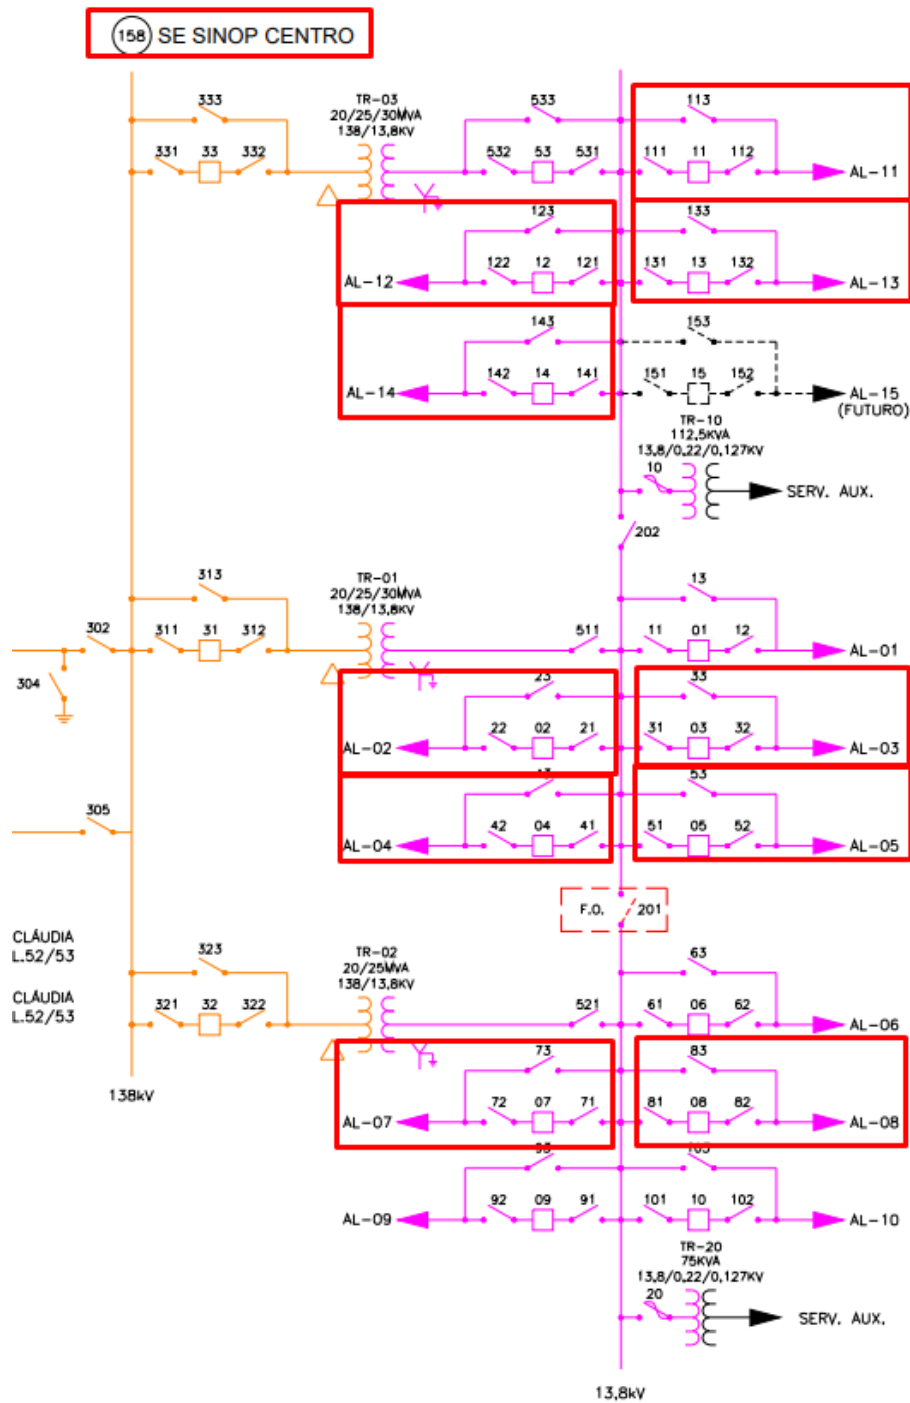 158 SE SINOP CENTRO
333
331 33 332
TR-03
20/25/30MVA
138/13,8KV
533
532 53 531
113
111 11 112
AL-11
123
122 12 121
AL-12
133
131 13 132
AL-13
143
142 14 141
AL-14
153
151 15 152
AL-15
(FUTURO)
TR-10
112,5KVA
13,8/0,22/0,127KV
10
SERV. AUX.
202
313
302
311 31 312
304
TR-01
20/25/30MVA
138/13,8KV
511
13
11 01 12
AL-01
23
22 02 21
AL-02
33
31 03 32
AL-03
305
42 04 41
AL-04
53
51 05 52
AL-05
F.O. 201
CLÁUDIA
L.52/53
CLÁUDIA
L.52/53
323
321 32 322
TR-02
20/25MVA
138/13,8KV
521
63
61 06 62
AL-06
138kV
73
72 07 71
AL-07
83
81 08 82
AL-08
92 09 91
AL-09
101 10 102
AL-10
TR-20
75KVA
13,8/0,22/0,127KV
20
SERV. AUX.
13,8kV